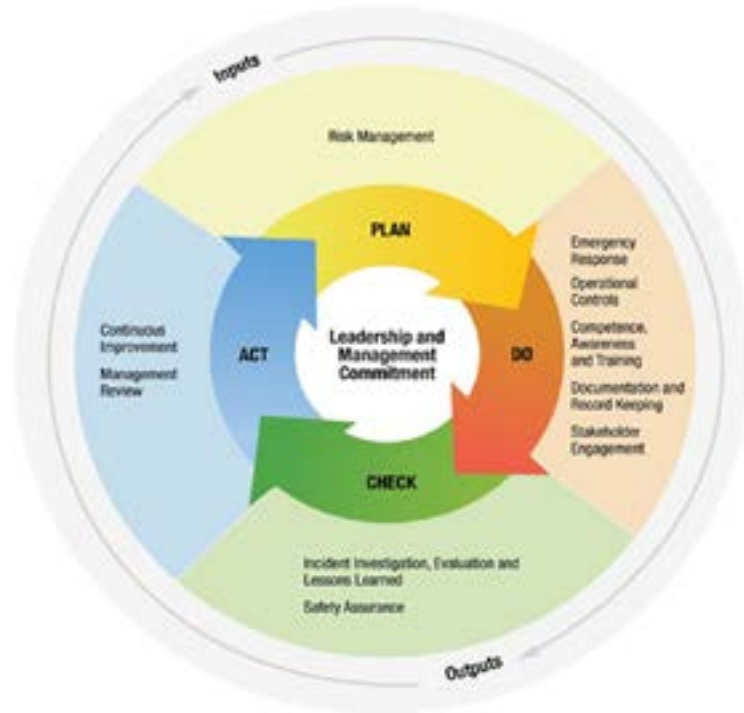 Inputs
Risk Management
PLAN
Emergency
Response
Operational
Controls
Competence,
Awareness
and Training
Documentation and
Record Keeping
Stakeholder
Engagement
DO
Leadership and
Management
Commitment
ACT
Continuous
Improvement
Management
Review
CHECK
Incident Investigation, Evaluation and
Lessons Learned
Safety Assurance
Outputs